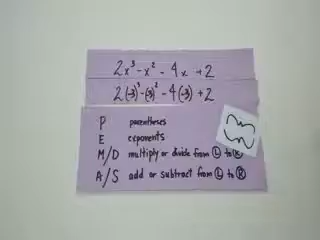 2x³ - x² - 4x + 2
2(-3)³ - (-3)² - 4(-3) + 2
P parentheses
E exponents
M/D multiply or divide from Ⓛ to Ⓡ
A/S add or subtract from Ⓛ to Ⓡ